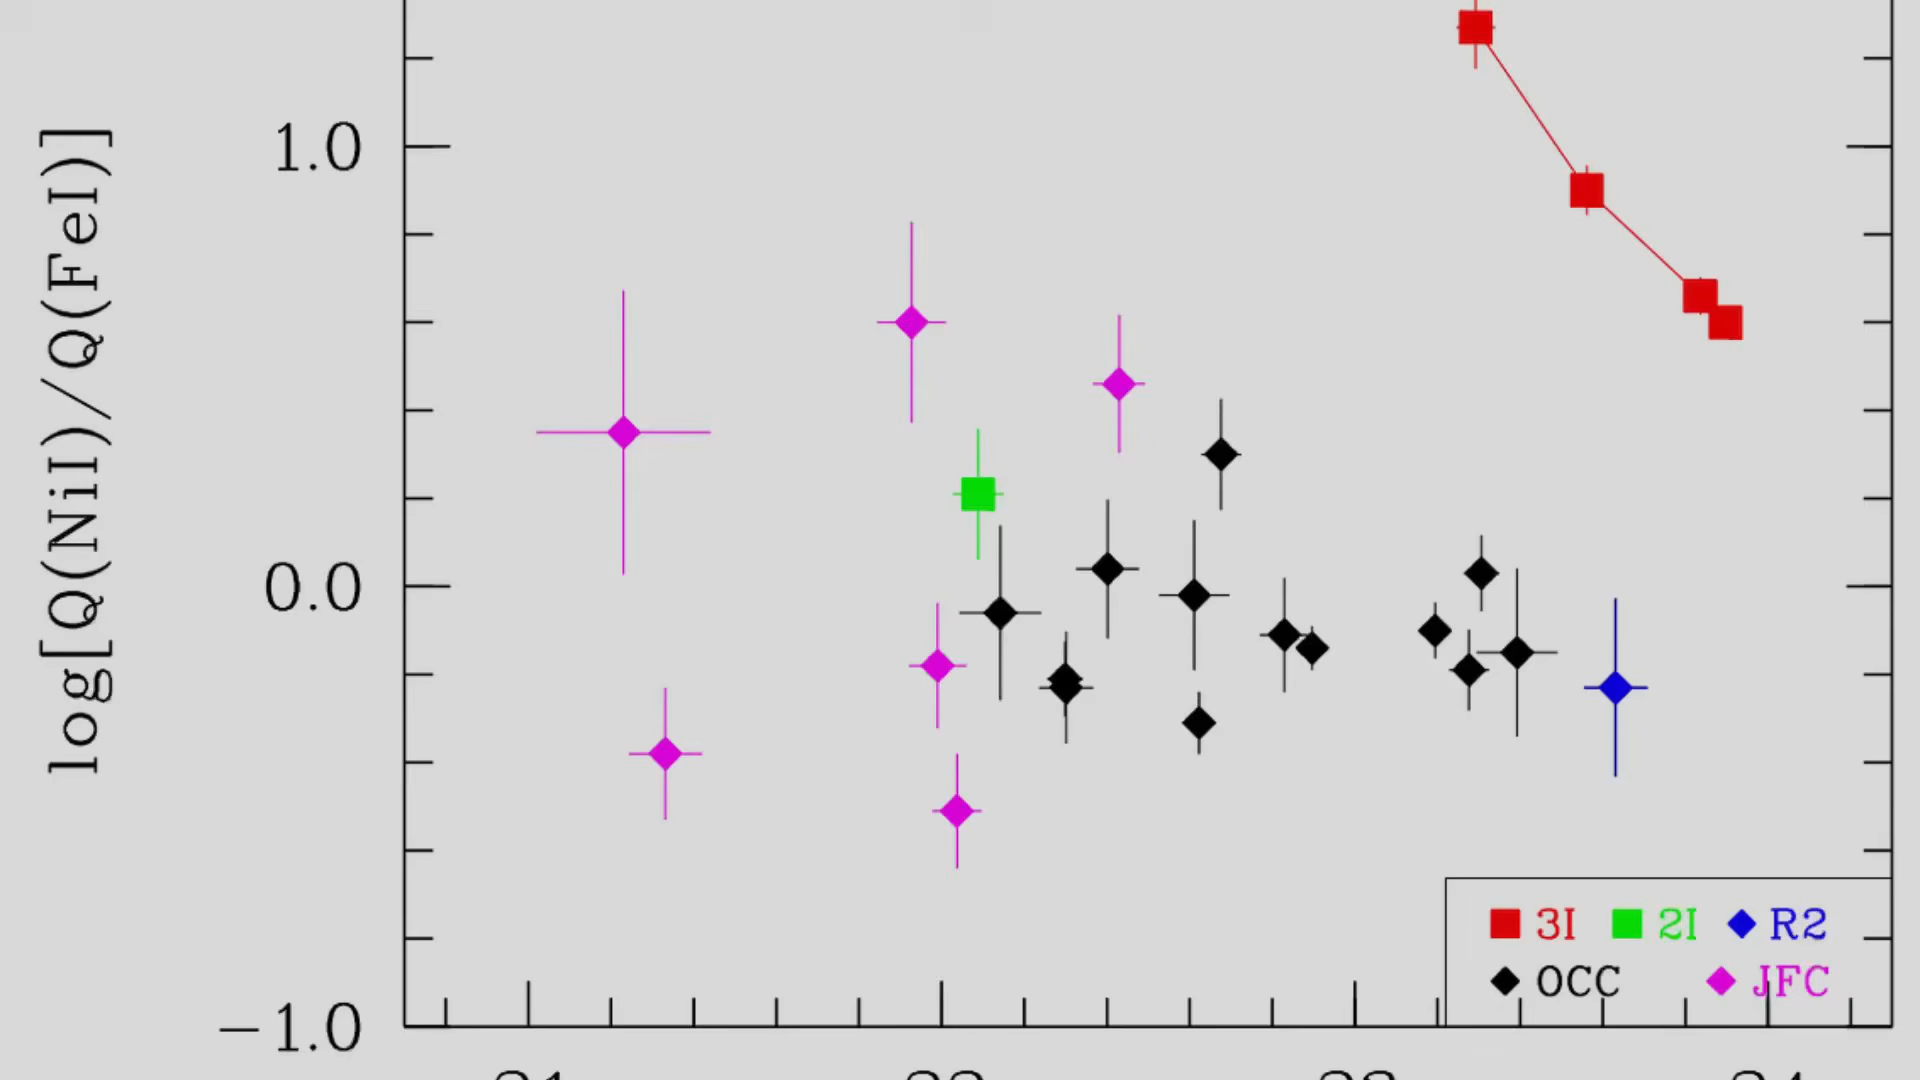 log[Q(NiI)/Q(FeI)]
1.0
0.0
−1.0
3I 2I R2
OCC JFC